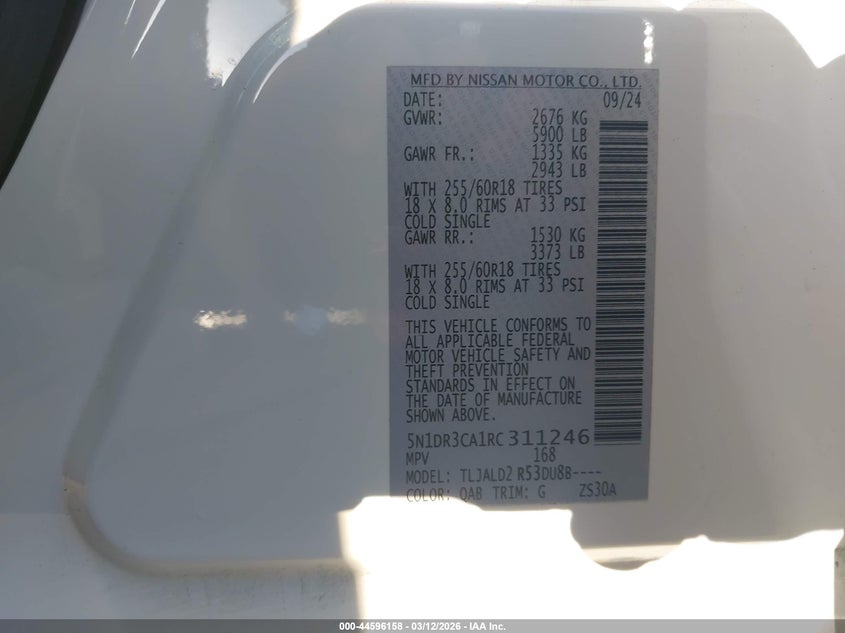 MFD BY NISSAN MOTOR CO., LTD.
DATE: 09/24
GVWR: 2676 KG
5900 LB
GAWR FR.: 1335 KG
2943 LB
WITH 255/60R18 TIRES
18 X 8.0 RIMS AT 33 PSI
COLD SINGLE
GAWR RR.: 1530 KG
3373 LB
WITH 255/60R18 TIRES
18 X 8.0 RIMS AT 33 PSI
COLD SINGLE
THIS VEHICLE CONFORMS TO
ALL APPLICABLE FEDERAL
MOTOR VEHICLE SAFETY AND
THEFT PREVENTION
STANDARDS IN EFFECT ON
THE DATE OF MANUFACTURE
SHOWN ABOVE.
5N1DR3CA1RC311246
MPV 168
MODEL: TLJALD2 R53DU8B----
COLOR: QAB TRIM: G ZS30A
000-44596158 - 03/12/2026 - IAA Inc.